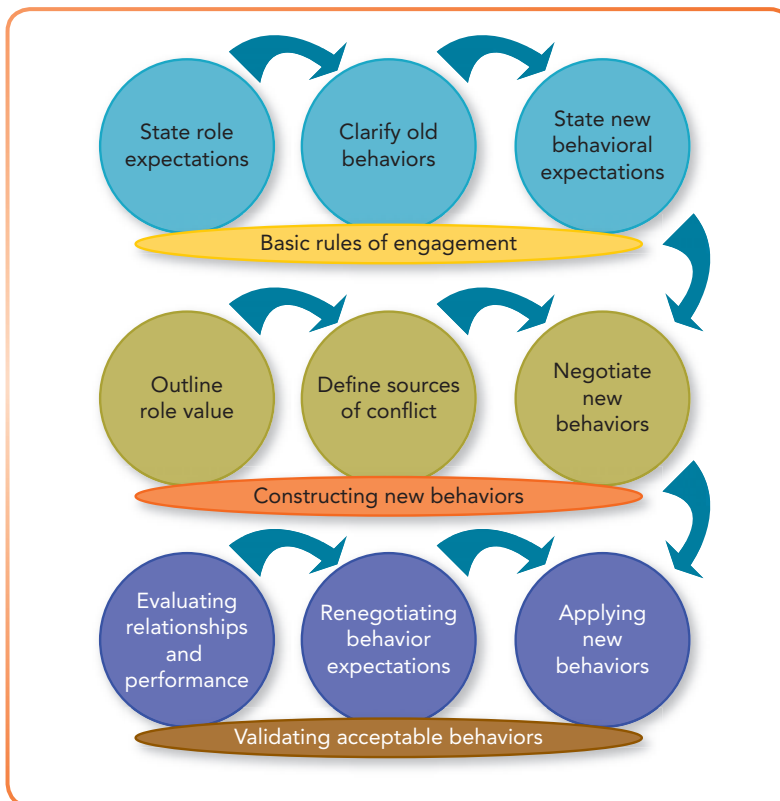 State role
expectations
Clarify old
behaviors
State new
behavioral
expectations
Basic rules of engagement
Outline
role value
Define sources
of conflict
Negotiate
new
behaviors
Constructing new behaviors
Evaluating
relationships
and
performance
Renegotiating
behavior
expectations
Applying
new
behaviors
Validating acceptable behaviors